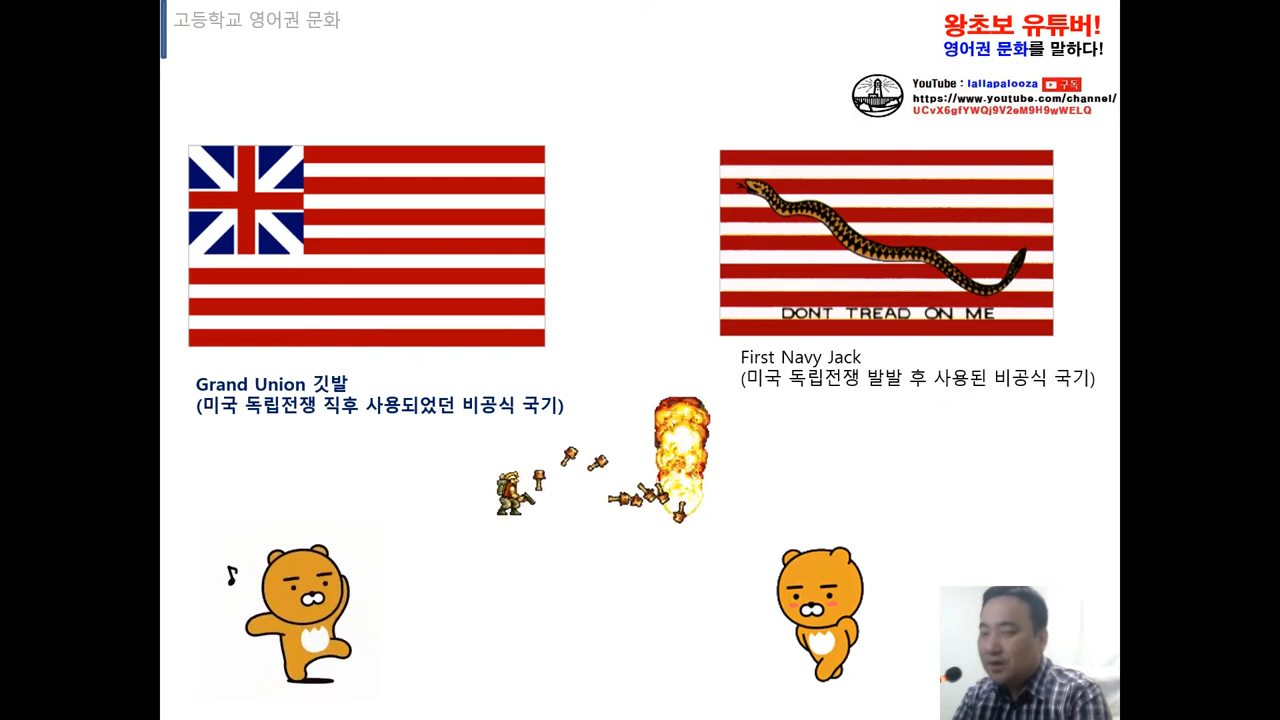 고등학교 영어권 문화
왕초보 유튜버!
영어권 문화를 말하다!
YouTube : lallapalooza 구독
https://www.youtube.com/channel/
UCvX6gfYWQj9V2eM9H9wWELQ
DONT TREAD ON ME
Grand Union 깃발
(미국 독립전쟁 직후 사용되었던 비공식 국기)
First Navy Jack
(미국 독립전쟁 발발 후 사용된 비공식 국기)